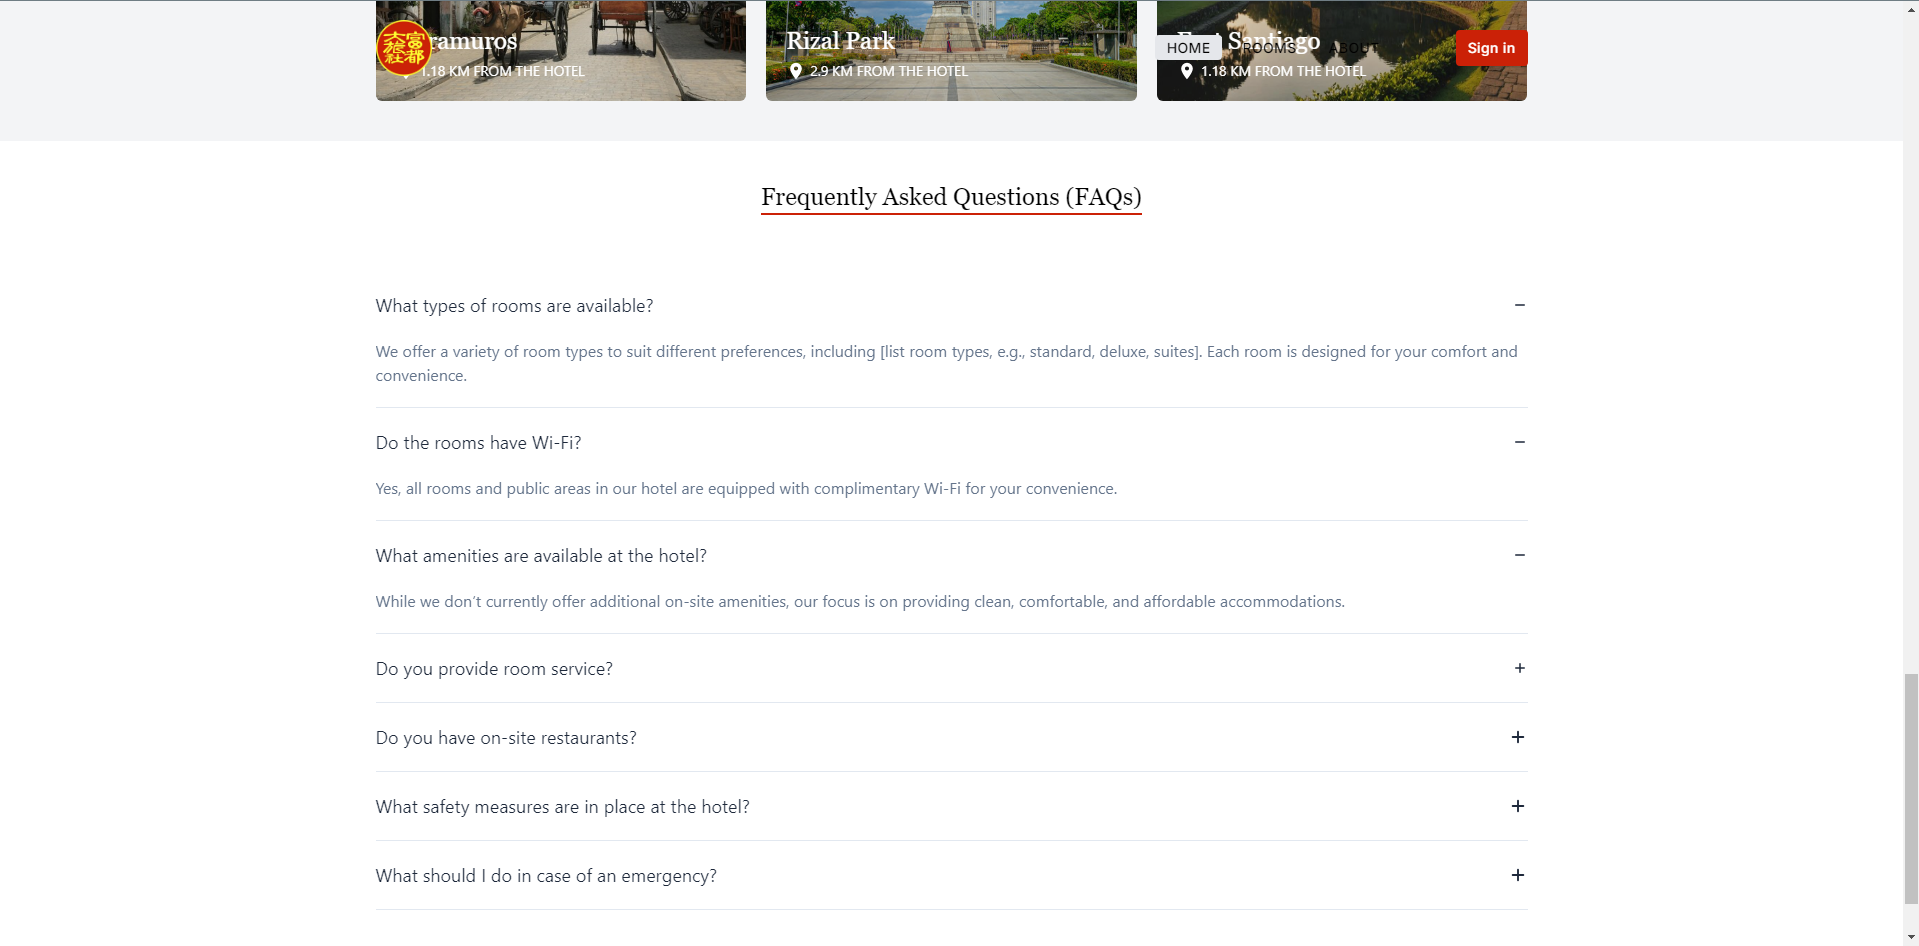 ramuros
1.18 KM FROM THE HOTEL
Rizal Park
2.9 KM FROM THE HOTEL
Santiago
1.18 KM FROM THE HOTEL
HOME
ROOMS
ABOUT
Sign in
Frequently Asked Questions (FAQs)
What types of rooms are available?
We offer a variety of room types to suit different preferences, including [list room types, e.g., standard, deluxe, suites]. Each room is designed for your comfort and
convenience.
Do the rooms have Wi-Fi?
Yes, all rooms and public areas in our hotel are equipped with complimentary Wi-Fi for your convenience.
What amenities are available at the hotel?
While we don’t currently offer additional on-site amenities, our focus is on providing clean, comfortable, and affordable accommodations.
Do you provide room service?
Do you have on-site restaurants?
What safety measures are in place at the hotel?
What should I do in case of an emergency?